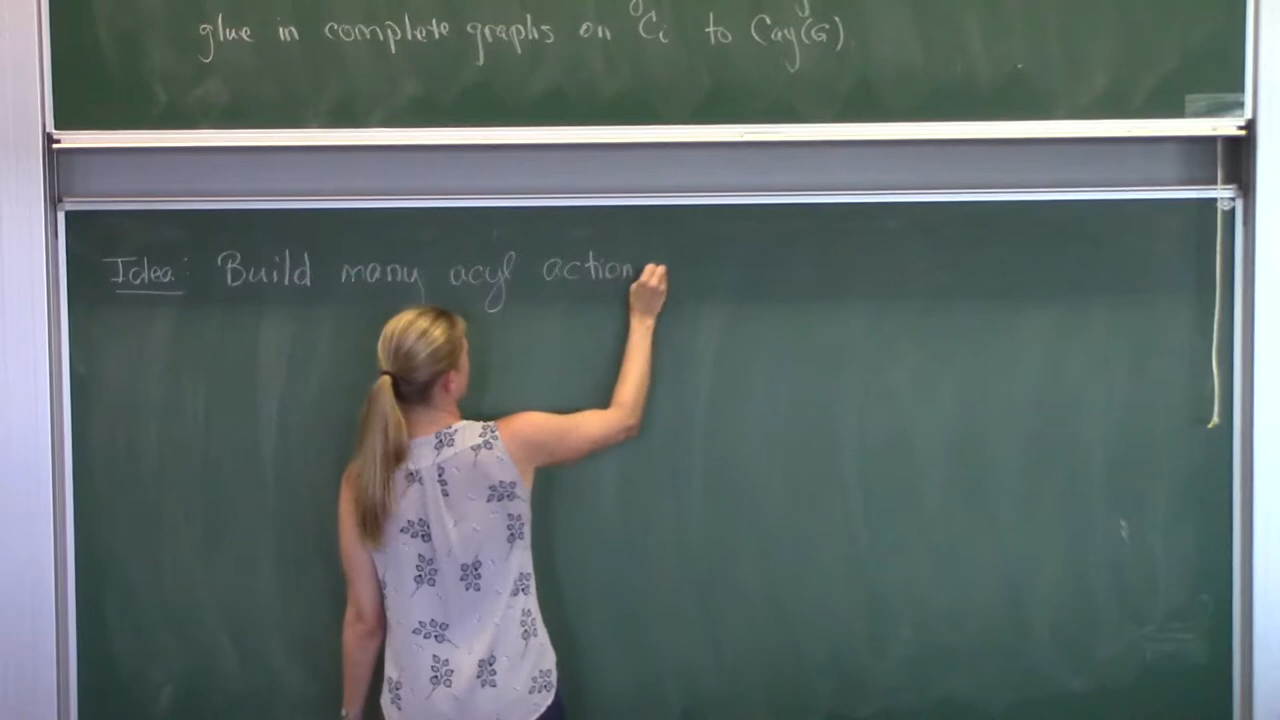 glue in complete graphs on Ci to Cay(G)
Idea: Build many acyl action